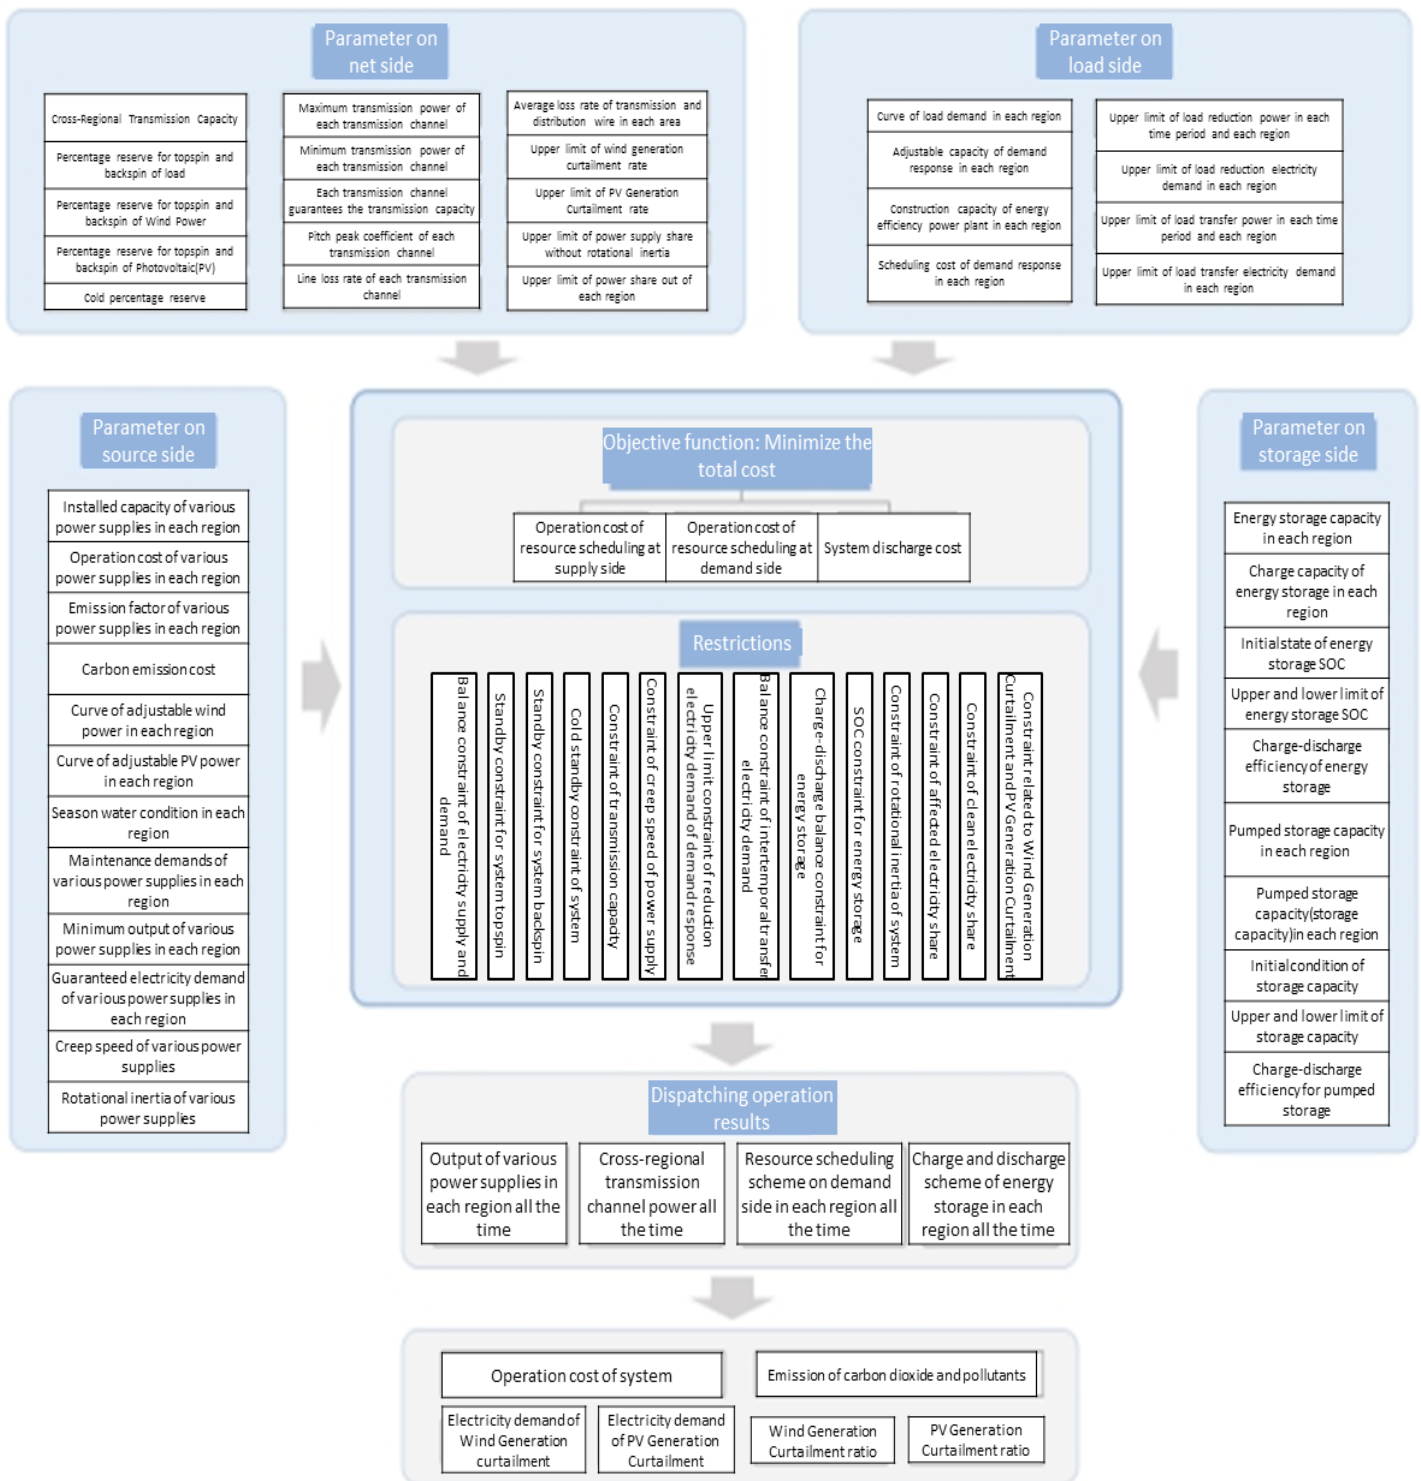 Parameter on
net side
Cross-Regional Transmission Capacity
Percentage reserve for topspin and
backspin of load
Percentage reserve for topspin and
backspin of Wind Power
Percentage reserve for topspin and
backspin of Photovoltaic(PV)
Cold percentage reserve
Maximum transmission power of
each transmission channel
Minimum transmission power of
each transmission channel
Each transmission channel
guarantees the transmission capacity
Pitch peak coefficient of each
transmission channel
Line loss rate of each transmission
channel
Average loss rate of transmission and
distribution wire in each area
Upper limit of wind generation
curtailment rate
Upper limit of PV Generation
Curtailment rate
Upper limit of power supply share
without rotational inertia
Upper limit of power share out of
each region
Parameter on
load side
Curve of load demand in each region
Adjustable capacity of demand
response in each region
Construction capacity of energy
efficiency power plant in each region
Scheduling cost of demand response
in each region
Upper limit of load reduction power in each
time period and each region
Upper limit of load reduction electricity
demand in each region
Upper limit of load transfer power in each time
period and each region
Upper limit of load transfer electricity demand
in each region
Parameter on
source side
Installed capacity of various
power supplies in each region
Operation cost of various
power supplies in each region
Emission factor of various
power supplies in each region
Carbon emission cost
Curve of adjustable wind
power in each region
Curve of adjustable PV power
in each region
Season water condition in each
region
Maintenance demands of
various power supplies in each
region
Minimum output of various
power supplies in each region
Guaranteed electricity demand
of various power supplies in
each region
Creep speed of various power
supplies
Rotational inertia of various
power supplies
Objective function: Minimize the
total cost
Operation cost of
resource scheduling at
supply side
Operation cost of
resource scheduling at
demand side
System discharge cost
Restrictions
Balance constraint of electricity supply and
demand
Standby constraint for system topspin
Standby constraint for system backspin
Cold standby constraint of system
Constraint of transmission capacity
Constraint of creep speed of power supply
Upper limit constraint of reduction
electricity demand of demand response
Balance constraint of intertemporal transfer
electricity demand
Charge-discharge balance constraint for
energy storage
SOC constraint for energy storage
Constraint of rotational inertia of system
Constraint of affected electricity share
Constraint of clean electricity share
Constraint related to Wind Generation
Curtailment and PV Generation Curtailment
Parameter on
storage side
Energy storage capacity
in each region
Charge capacity of
energy storage in each
region
Initial state of energy
storage SOC
Upper and lower limit of
energy storage SOC
Charge-discharge
efficiency of energy
storage
Pumped storage capacity
in each region
Pumped storage
capacity(storage
capacity)in each region
Initial condition of
storage capacity
Upper and lower limit of
storage capacity
Charge-discharge
efficiency for pumped
storage
Dispatching operation
results
Output of various
power supplies in
each region all the
time
Cross-regional
transmission
channel power all
the time
Resource scheduling
scheme on demand
side in each region all
the time
Charge and discharge
scheme of energy
storage in each
region all the time
Operation cost of system
Emission of carbon dioxide and pollutants
Electricity demand of
Wind Generation
curtailment
Electricity demand
of PV Generation
Curtailment
Wind Generation
Curtailment ratio
PV Generation
Curtailment ratio